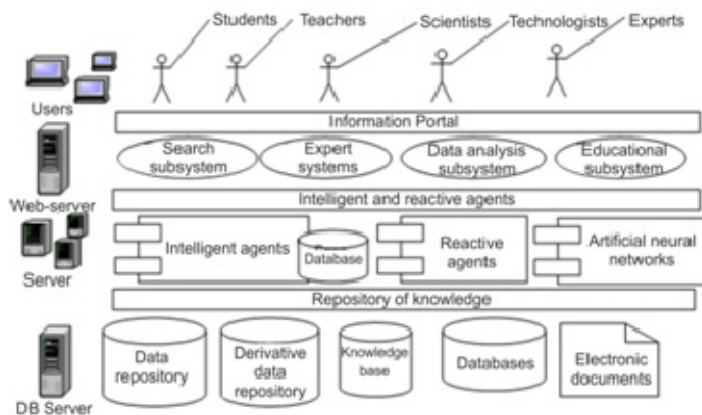 Students
Teachers
Scientists
Technologists
Experts
Users
Information Portal
Search
subsystem
Expert
systems
Data analysis
subsystem
Educational
subsystem
Web-server
Intelligent and reactive agents
Intelligent agents
Database
Reactive
agents
Artificial neural
networks
Server
Repository of knowledge
Data
repository
Derivative
data
repository
Knowledge
base
Databases
Electronic
documents
DB Server